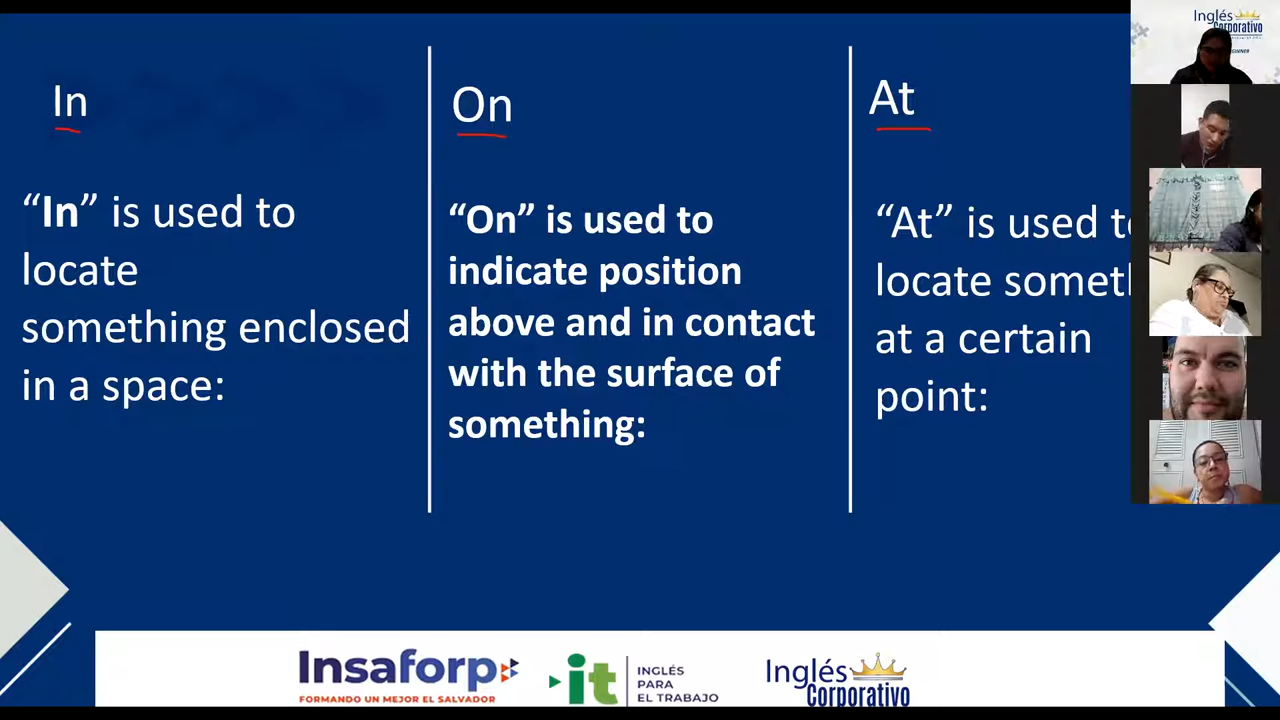 In
“In” is used to
locate
something enclosed
in a space:
On
“On” is used to
indicate position
above and in contact
with the surface of
something:
At
“At” is used
locate
at a certain
point:
Inglés
Corporativo
Insaforp
FORMANDO UN MEJOR EL SALVADOR
it
INGLÉS
PARA
EL TRABAJO
Inglés
Corporativo